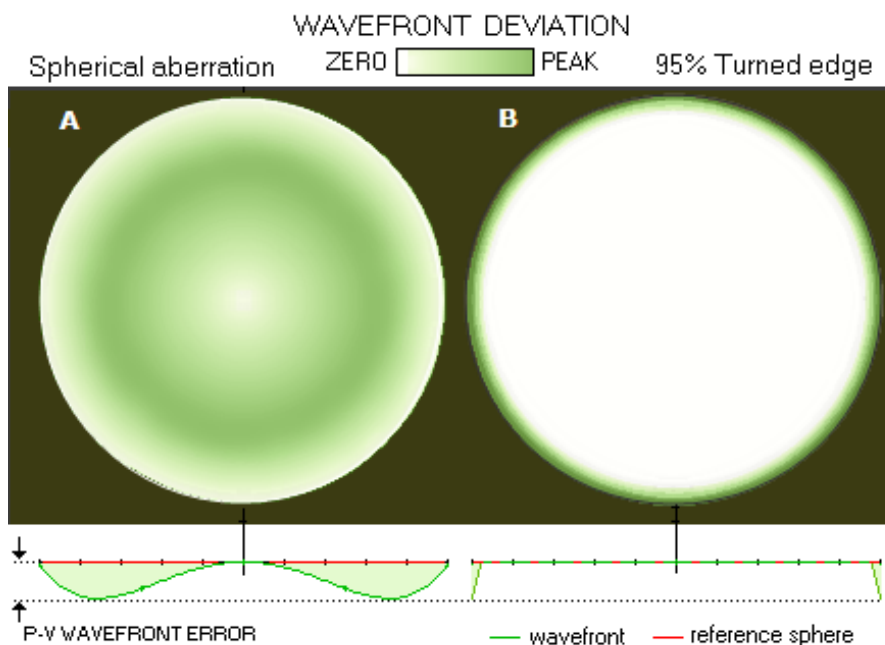 WAVEFRONT DEVIATION
Spherical aberration ZERO PEAK 95% Turned edge
A B
P-V WAVEFRONT ERROR wavefront reference sphere